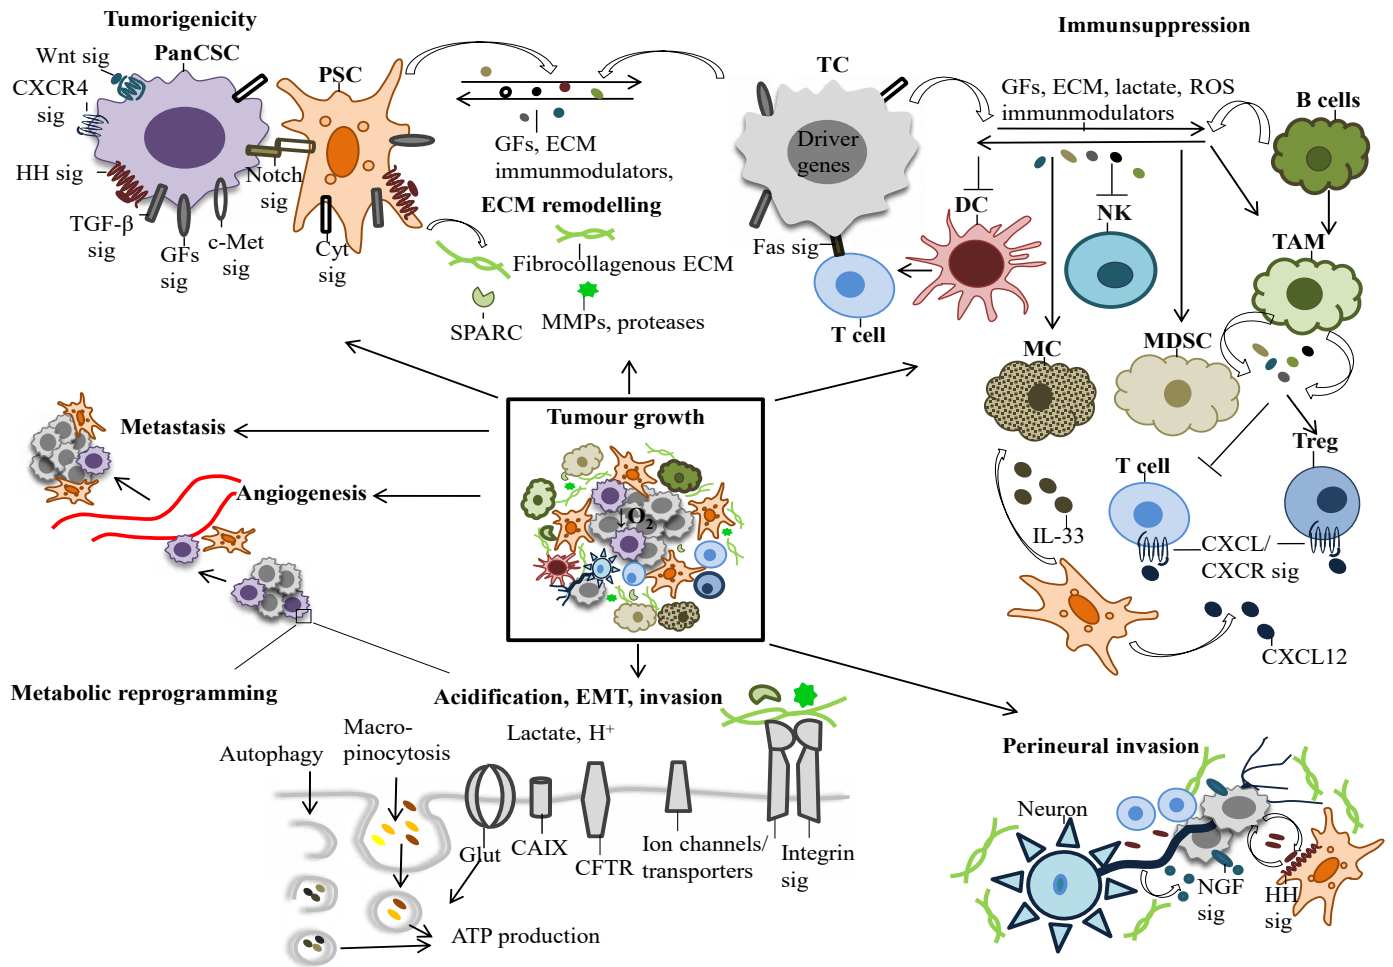 Tumorigenicity
PanCSC
Wnt sig
CXCR4
sig
HH sig
TGF-β
sig
GFs
sig
c-Met
sig
Notch
sig
PSC
Cyt
sig
GFs, ECM
immunmodulators,
ECM remodelling
Fibrocollagenous ECM
SPARC
MMPs, proteases
Immunsuppression
TC
Driver
genes
Fas sig
T cell
GFs, ECM, lactate, ROS
immunmodulators
B cells
DC
NK
TAM
MC
MDSC
Treg
T cell
IL-33
CXCL/
CXCR sig
CXCL12
Tumour growth
↓O2
Metastasis
Angiogenesis
Metabolic reprogramming
Autophagy
Macro-
pinocytosis
Acidification, EMT, invasion
Lactate, H+
Glut
CAIX
CFTR
Ion channels/
transporters
Integrin
sig
ATP production
Perineural invasion
Neuron
NGF
sig
HH
sig